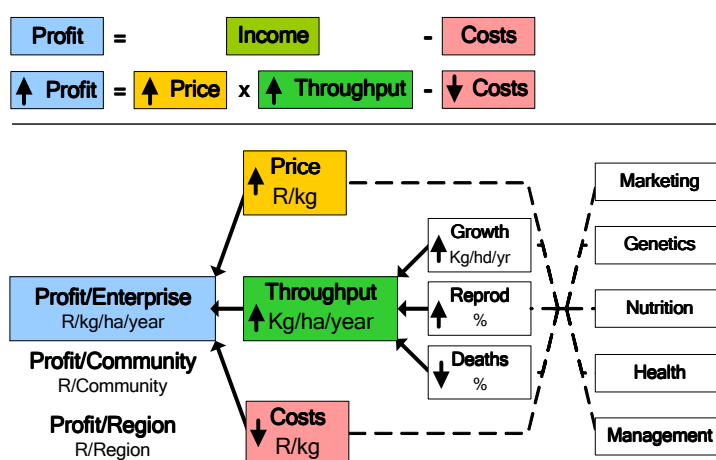 Profit = Income - Costs
Profit = Price x Throughput - Costs
Price
R/kg
Marketing
Growth
Kg/hd/yr
Genetics
Profit/Enterprise
R/kg/ha/year
Throughput
Kg/ha/year
Reprod
%
Nutrition
Profit/Community
R/Community
Deaths
%
Health
Profit/Region
R/Region
Costs
R/kg
Management